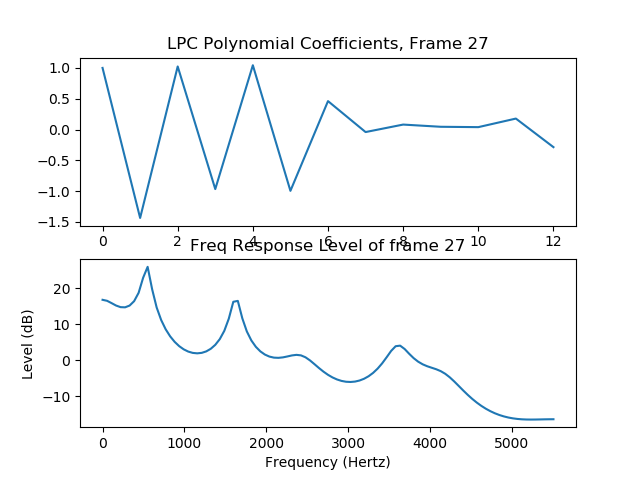 LPC Polynomial Coefficients, Frame 27
1.0
0.5
0.0
−0.5
−1.0
−1.5
0 2 4 6 8 10 12
Freq Response Level of frame 27
20
10
0
−10
Level (dB)
0 1000 2000 3000 4000 5000
Frequency (Hertz)